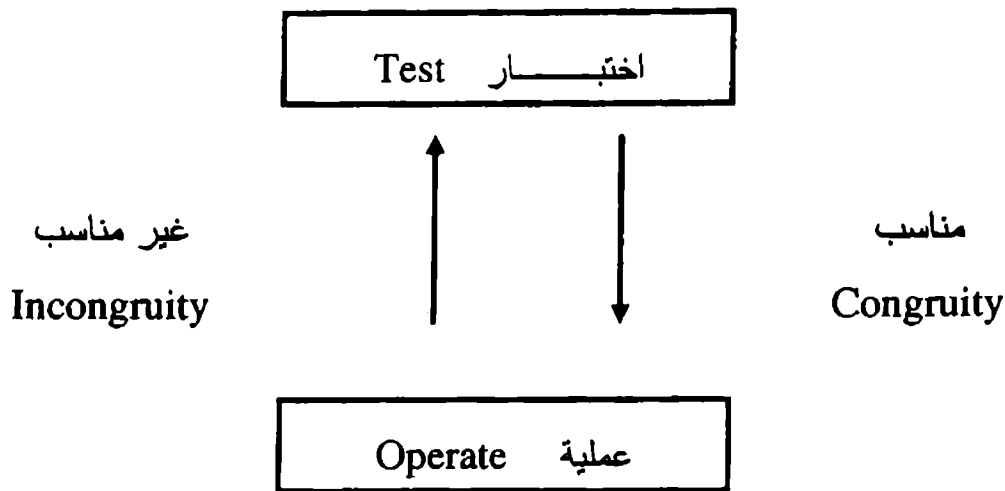 اختبـــــار Test
غير مناسب
Incongruity
مناسب
Congruity
عملية Operate